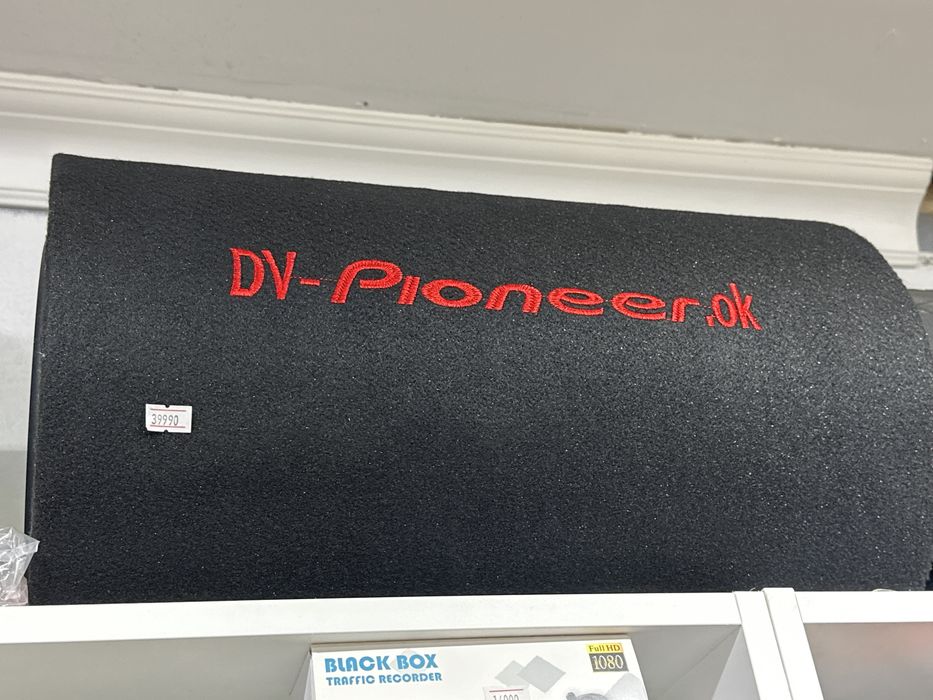 DV-Pioneer.ok
39990
BLACK BOX
TRAFFIC RECORDER
Full HD
1080